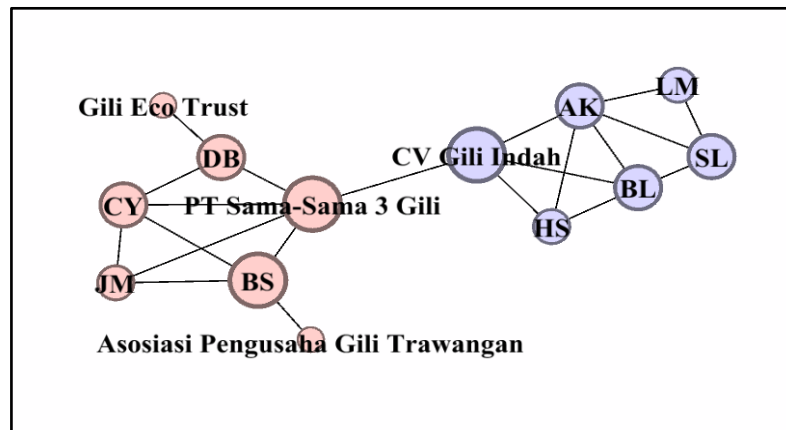 Gili Eco Trust
DB
CY
PT Sama-Sama 3 Gili
JM
BS
Asosiasi Pengusaha Gili Trawangan
CV Gili Indah
AK
LM
SL
BL
HS